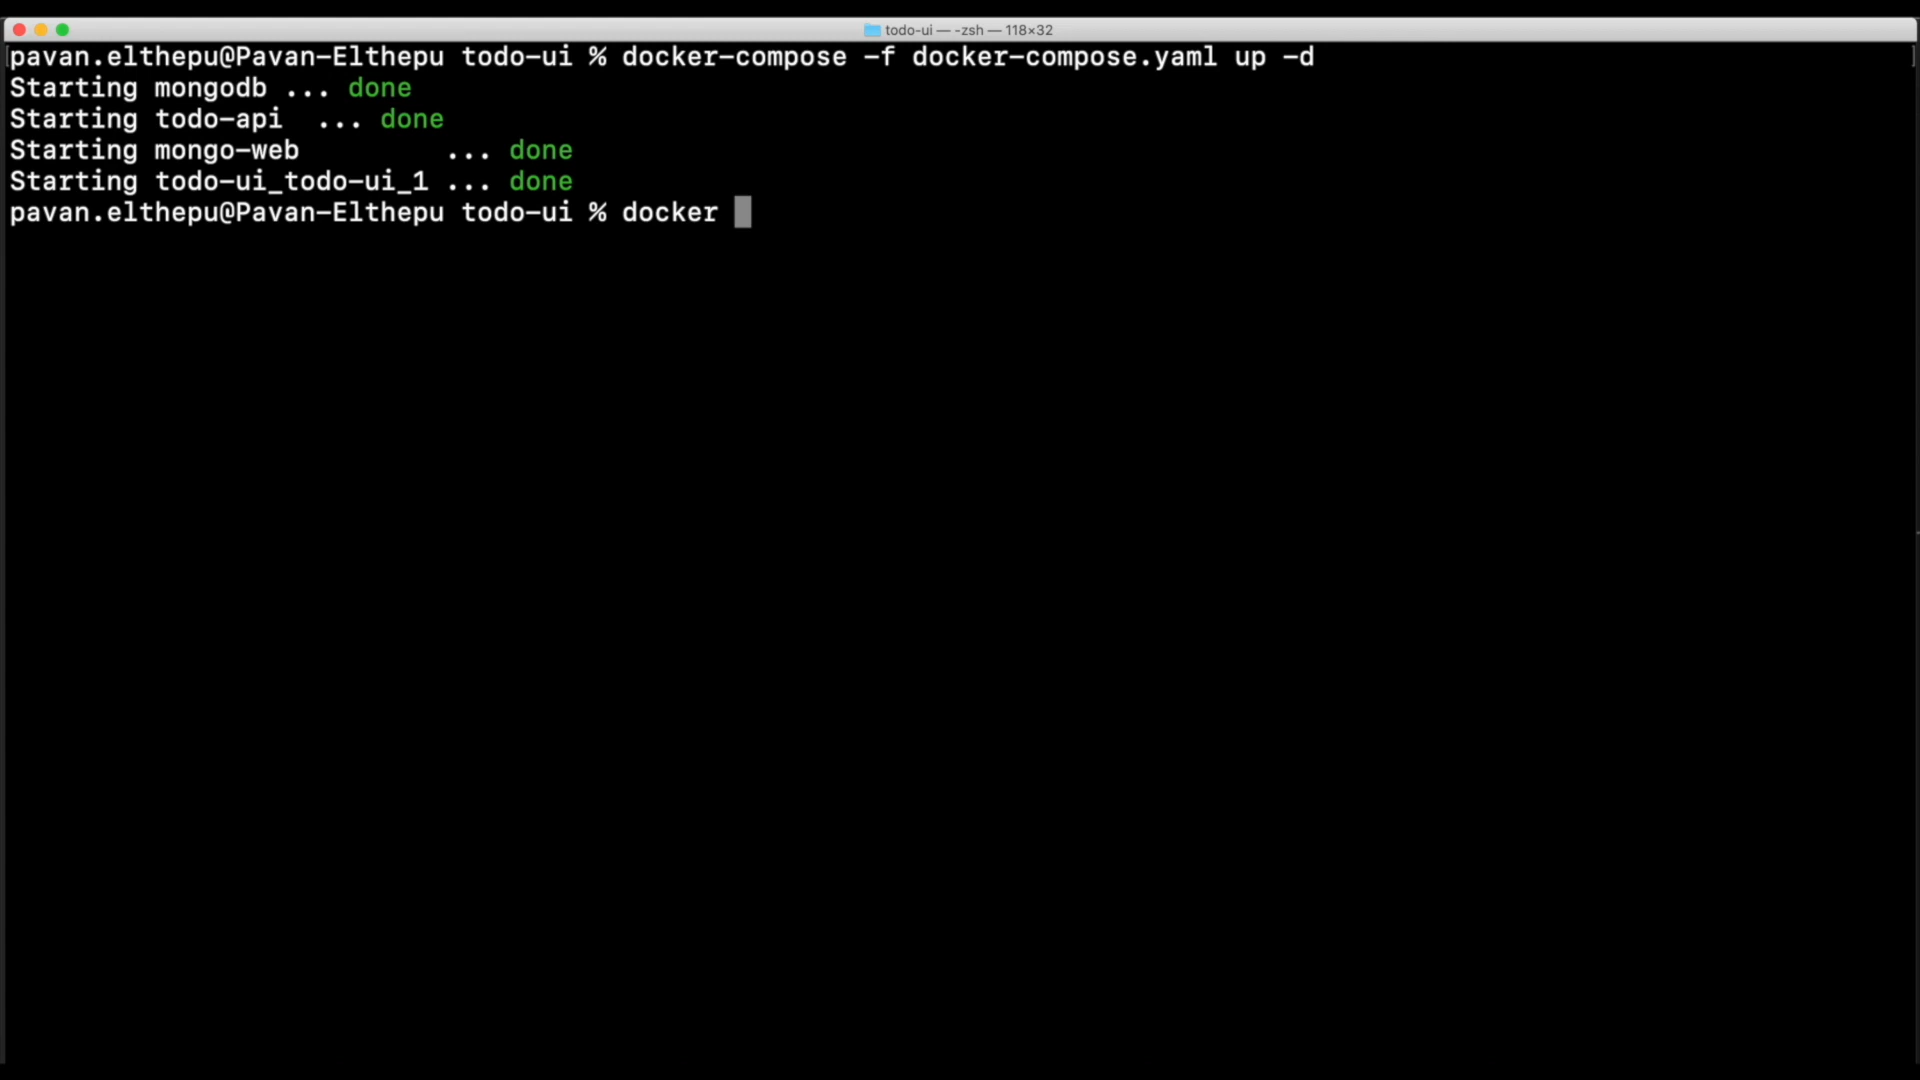 todo-ui — -zsh — 118×32
pavan.elthepu@Pavan-Elthepu todo-ui % docker-compose -f docker-compose.yaml up -d
Starting mongodb ... done
Starting todo-api  ... done
Starting mongo-web         ... done
Starting todo-ui_todo-ui_1 ... done
pavan.elthepu@Pavan-Elthepu todo-ui % docker